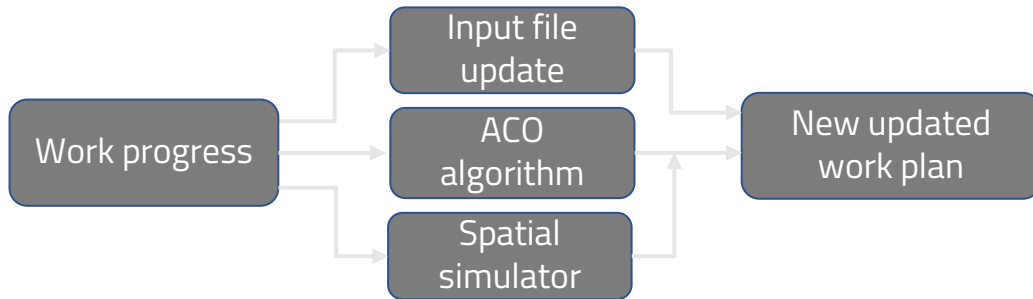 Work progress
Input file
update
ACO
algorithm
Spatial
simulator
New updated
work plan